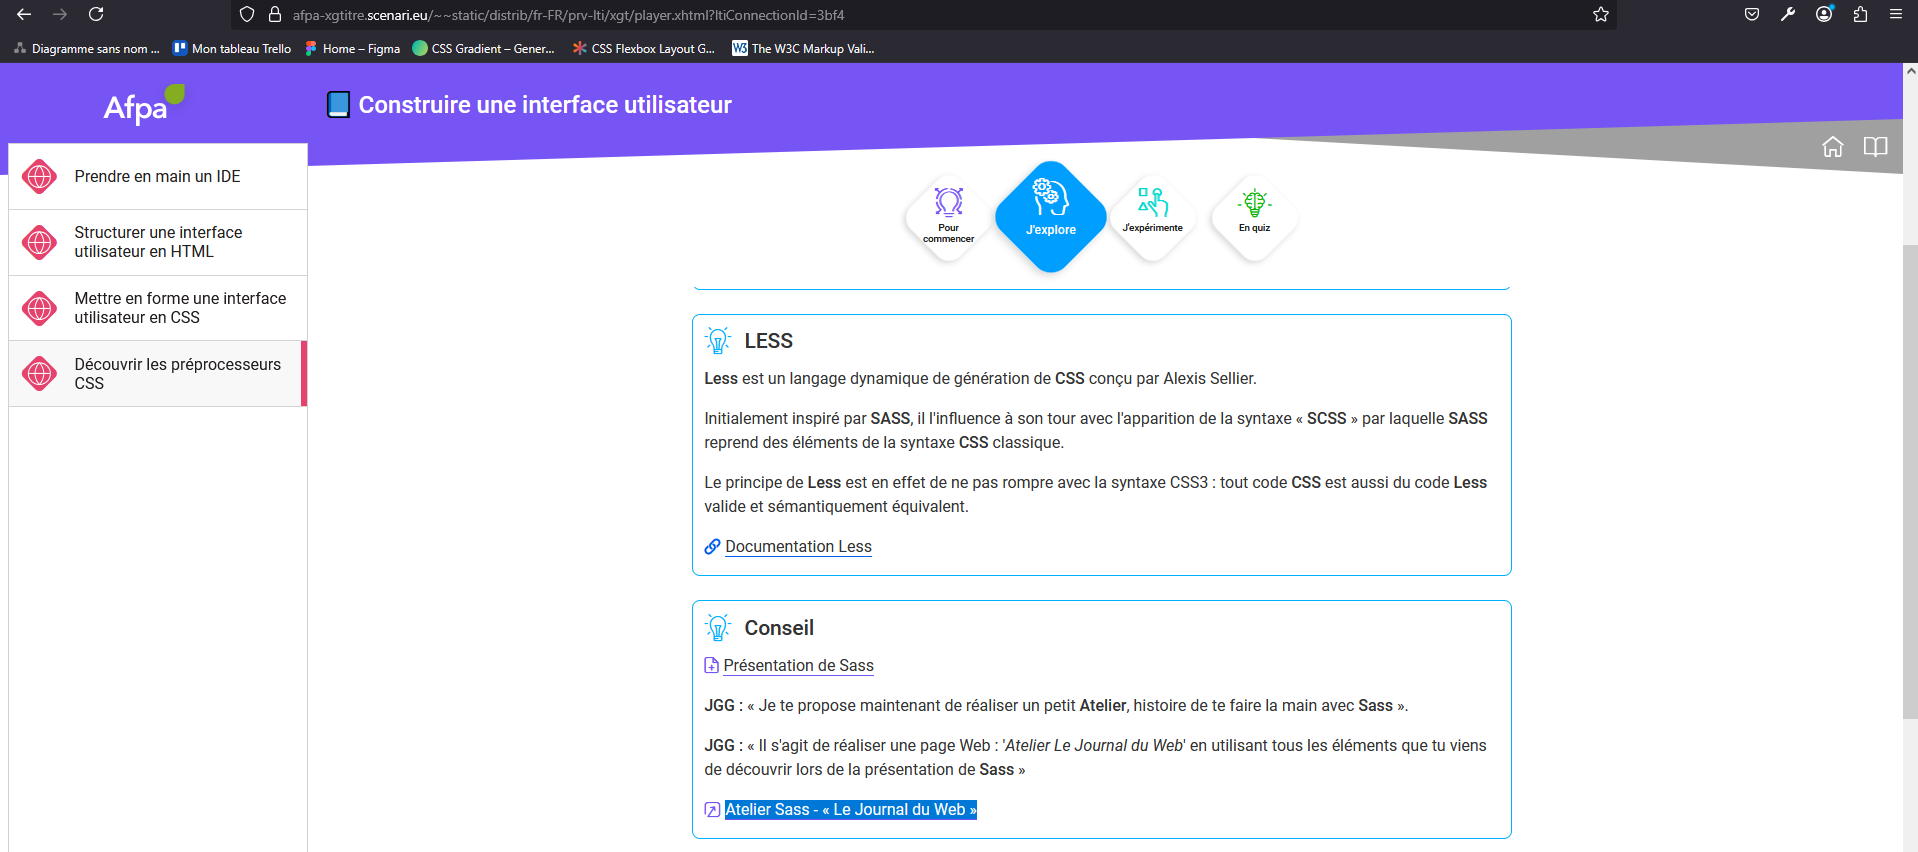 afpa-xgtitre.scenari.eu/~~static/distrib/fr-FR/prv-lti/xgt/player.xhtml?ltiConnectionId=3bf4
Diagramme sans nom ...
Mon tableau Trello
Home – Figma
CSS Gradient – Gener...
CSS Flexbox Layout G...
W3
The W3C Markup Vali...
Afpa
Construire une interface utilisateur
Prendre en main un IDE
Structurer une interface
utilisateur en HTML
Mettre en forme une interface
utilisateur en CSS
Découvrir les préprocesseurs
CSS
Pour
commencer
J'explore
J'expérimente
En quiz
LESS
Less est un langage dynamique de génération de CSS conçu par Alexis Sellier.
Initialement inspiré par SASS, il l'influence à son tour avec l'apparition de la syntaxe « SCSS » par laquelle SASS
reprend des éléments de la syntaxe CSS classique.
Le principe de Less est en effet de ne pas rompre avec la syntaxe CSS3 : tout code CSS est aussi du code Less
valide et sémantiquement équivalent.
Documentation Less
Conseil
Présentation de Sass
JGG : « Je te propose maintenant de réaliser un petit Atelier, histoire de te faire la main avec Sass ».
JGG : « Il s'agit de réaliser une page Web : 'Atelier Le Journal du Web' en utilisant tous les éléments que tu viens
de découvrir lors de la présentation de Sass »
Atelier Sass - « Le Journal du Web »